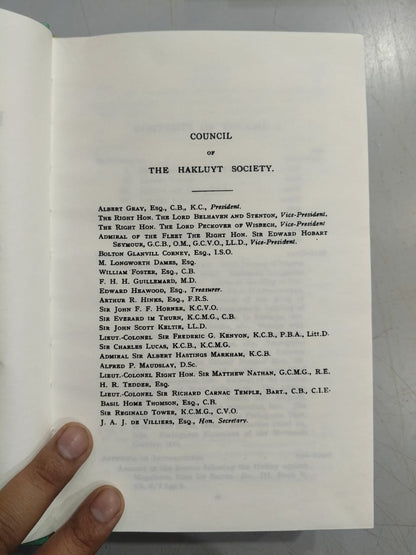 COUNCIL
OF
THE HAKLUYT SOCIETY.
ALBERT GRAY, Esq., C.B., K.C., President.
THE RIGHT HON. THE LORD BELHAVEN AND STENTON, Vice-President.
THE RIGHT HON. THE LORD PECKOVER OF WISBECH, Vice-President.
ADMIRAL OF THE FLEET THE RIGHT HON. SIR EDWARD HOBART
SEYMOUR, G.C.B., O.M., G.C.V.O., LL.D., Vice-President.
BOLTON GLANVILL CORNEY, Esq., I.S.O.
M. LONGWORTH DAMES, Esq.
WILLIAM FOSTER, Esq., C.B.
F. H. H. GUILLEMARD, M.D.
EDWARD HEAWOOD, Esq., Treasurer.
ARTHUR R. HINKS, Esq., F.R.S.
SIR JOHN F. F. HORNER, K.C.V.O.
SIR EVERARD IM THURN, K.C.M.G., C.B.
SIR JOHN SCOTT KELTIE, LL.D.
LIEUT.-COLONEL SIR FREDERIC G. KENYON, K.C.B., P.B.A., Litt.D.
SIR CHARLES LUCAS, K.C.B., K.C.M.G.
ADMIRAL SIR ALBERT HASTINGS MARKHAM, K.C.B.
ALFRED P. MAUDSLAY, D.Sc.
LIEUT.-COLONEL RIGHT HON. SIR MATTHEW NATHAN, G.C.M.G., R.E.
H. R. TEDDER, Esq.
LIEUT.-COLONEL SIR RICHARD CARNAC TEMPLE, BART., C.B., C.I.E.
BASIL HOME THOMSON, Esq., C.B.
SIR REGINALD TOWER, K.C.M.G., C.V.O.
J. A. J. DE VILLIERS, Esq., Hon. Secretary.